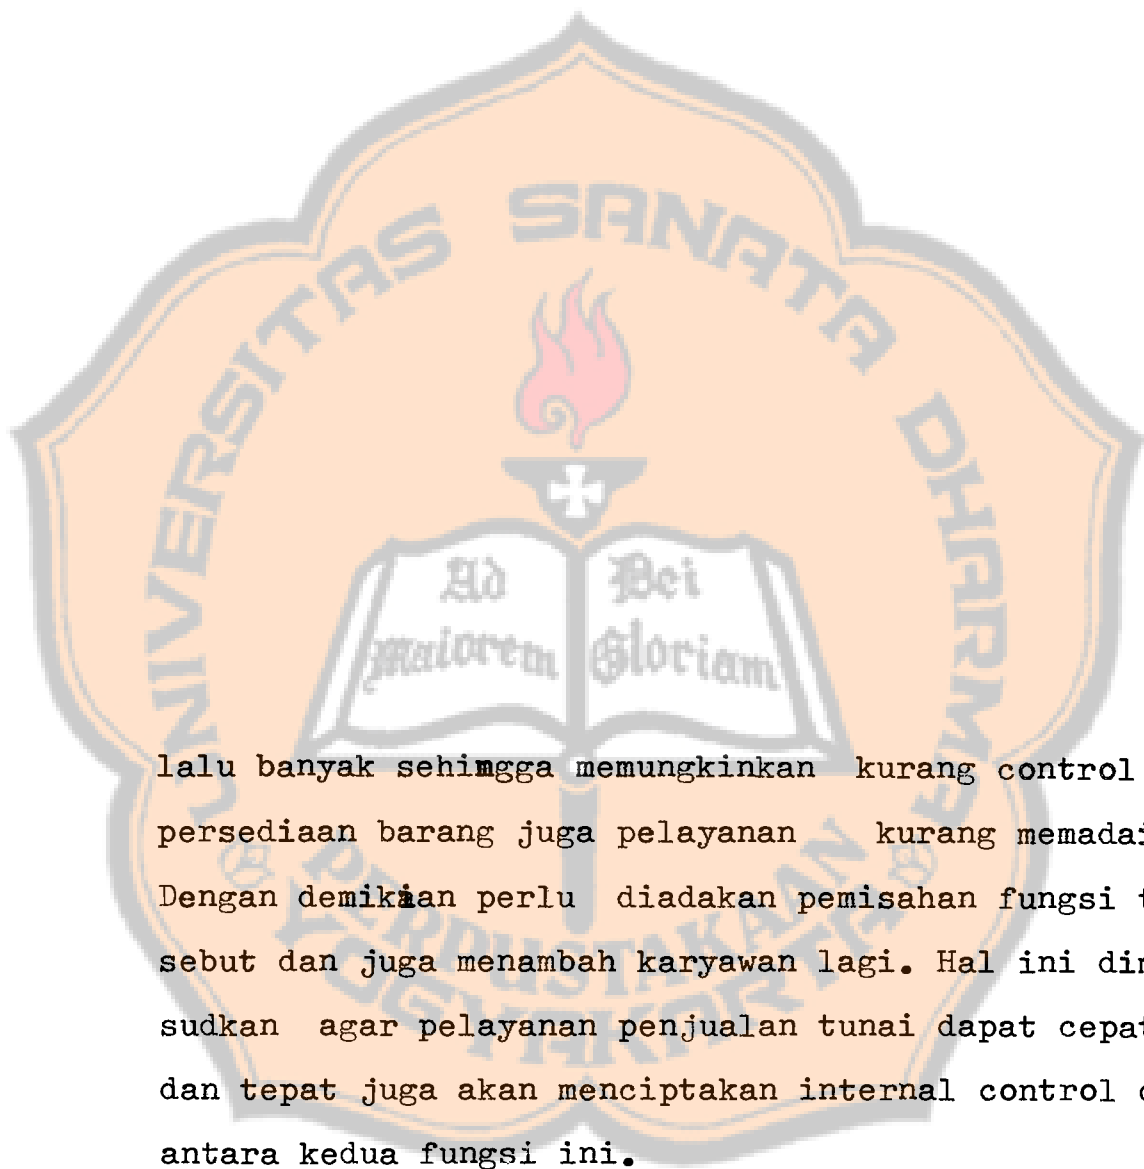 UNIVERSITAS SANATA DHARMA
Ad Dei
Maiorem Gloriam
lalu banyak sehimgga memungkinkan kurang control
persediaan barang juga pelayanan kurang memadai
Dengan demikian perlu diadakan pemisahan fungsi
sebut dan juga menambah karyawan lagi. Hal ini
sudkan agar pelayanan penjualan tunai dapat cepat
dan tepat juga akan menciptakan internal control
antara kedua fungsi ini.
PERPUSTAKAAN
YOGYAKARTA